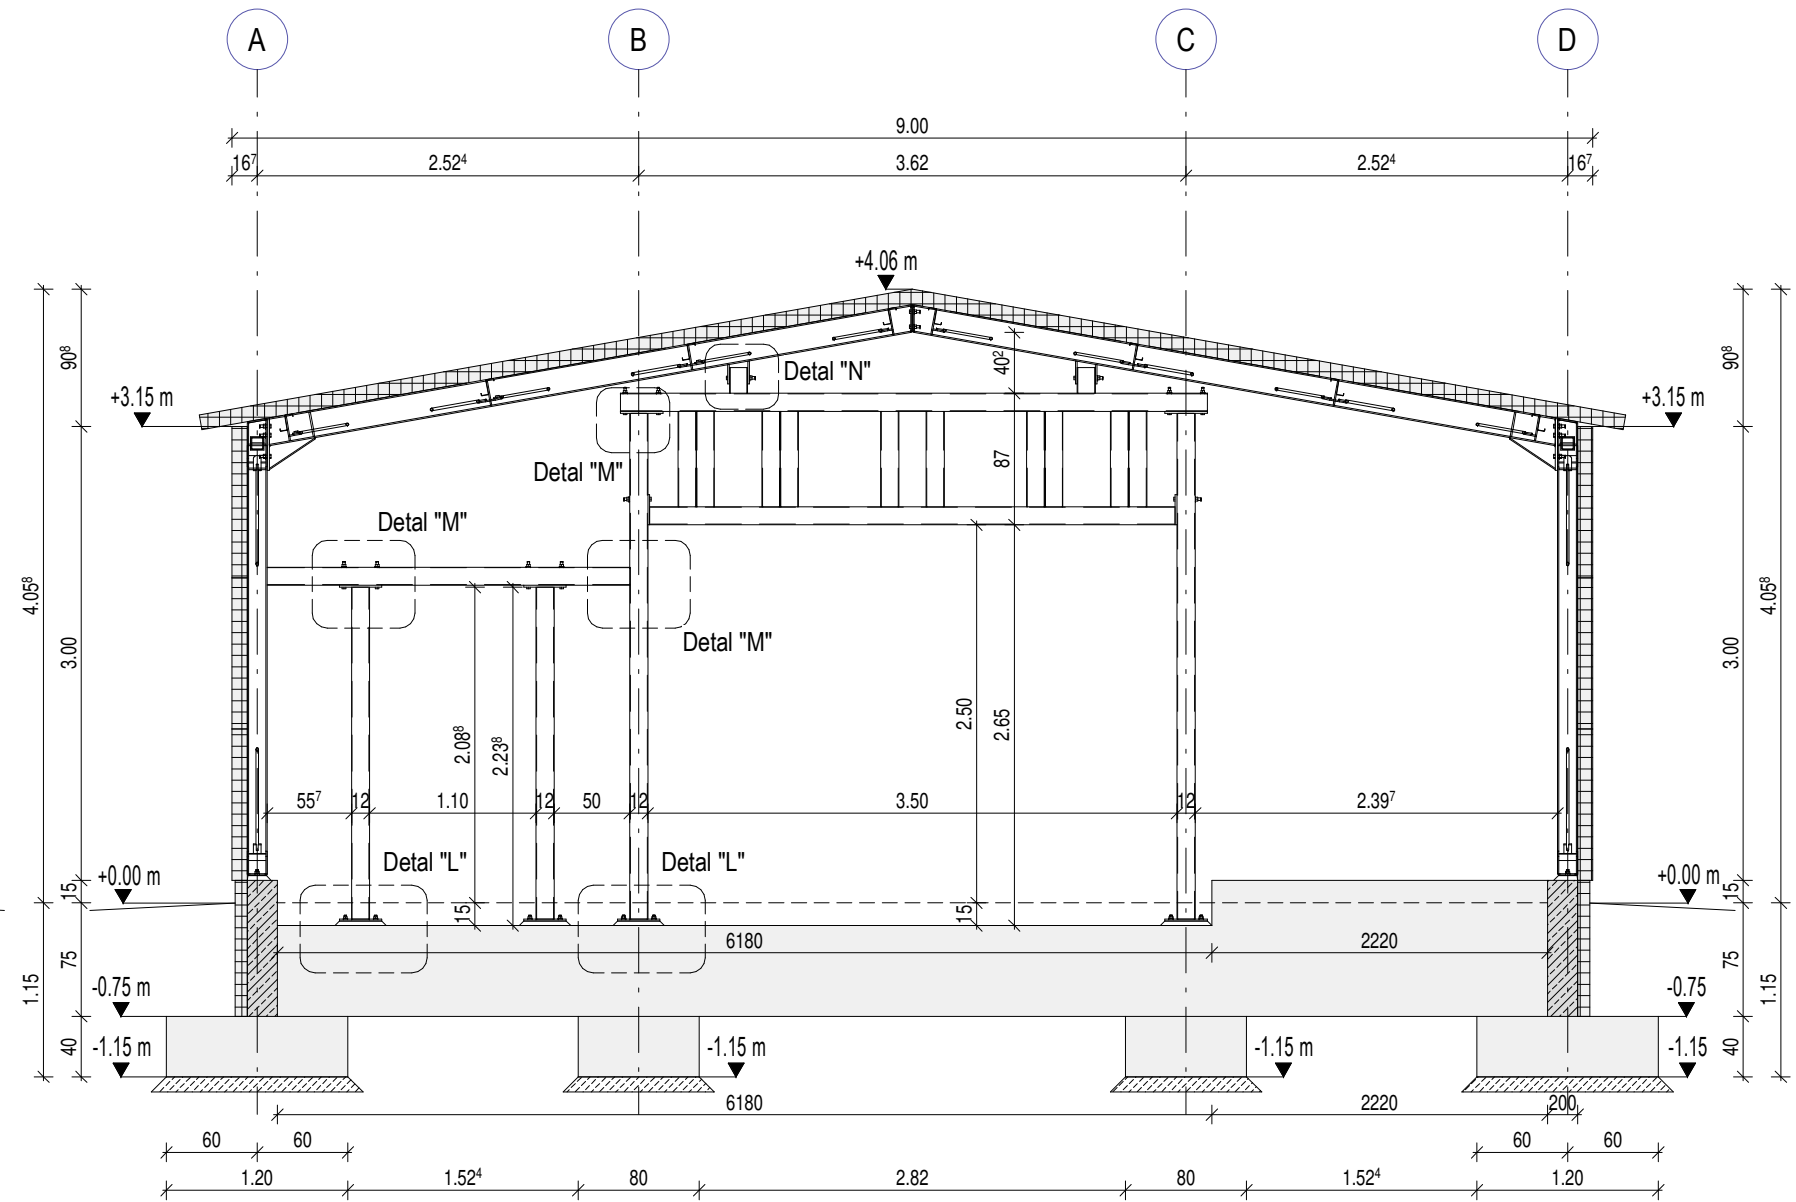 A B C D
9.00
16⁷ 2.52⁴ 3.62 2.52⁴ 16⁷
+4.06 m
90⁸ 40² 90⁸
Detal "N"
+3.15 m +3.15 m
Detal "M" 87
Detal "M"
4.05⁸ 4.05⁸
3.00 Detal "M" 3.00
2.08⁸ 2.23⁸ 2.50 2.65
55⁷ 12 1.10 12 50 12 3.50 12 2.39⁷
Detal "L" Detal "L"
+0.00 m +0.00 m
15 15 15 15
6180 2220
75 75
1.15 -0.75 m -0.75 1.15
40 -1.15 m -1.15 m -1.15 m -1.15 40
6180 2220 200
60 60 60 60
1.20 1.52⁴ 80 2.82 80 1.52⁴ 1.20